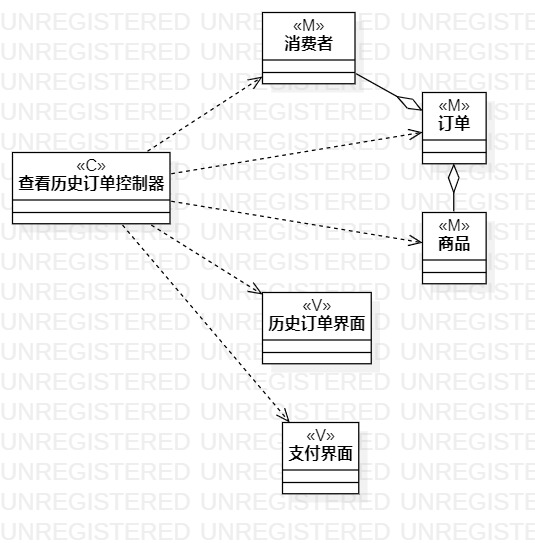 «M»
消费者
«M»
订单
«C»
查看历史订单控制器
«M»
商品
«V»
历史订单界面
«V»
支付界面
UNREGISTERED UNREGISTERED UNREGISTERED